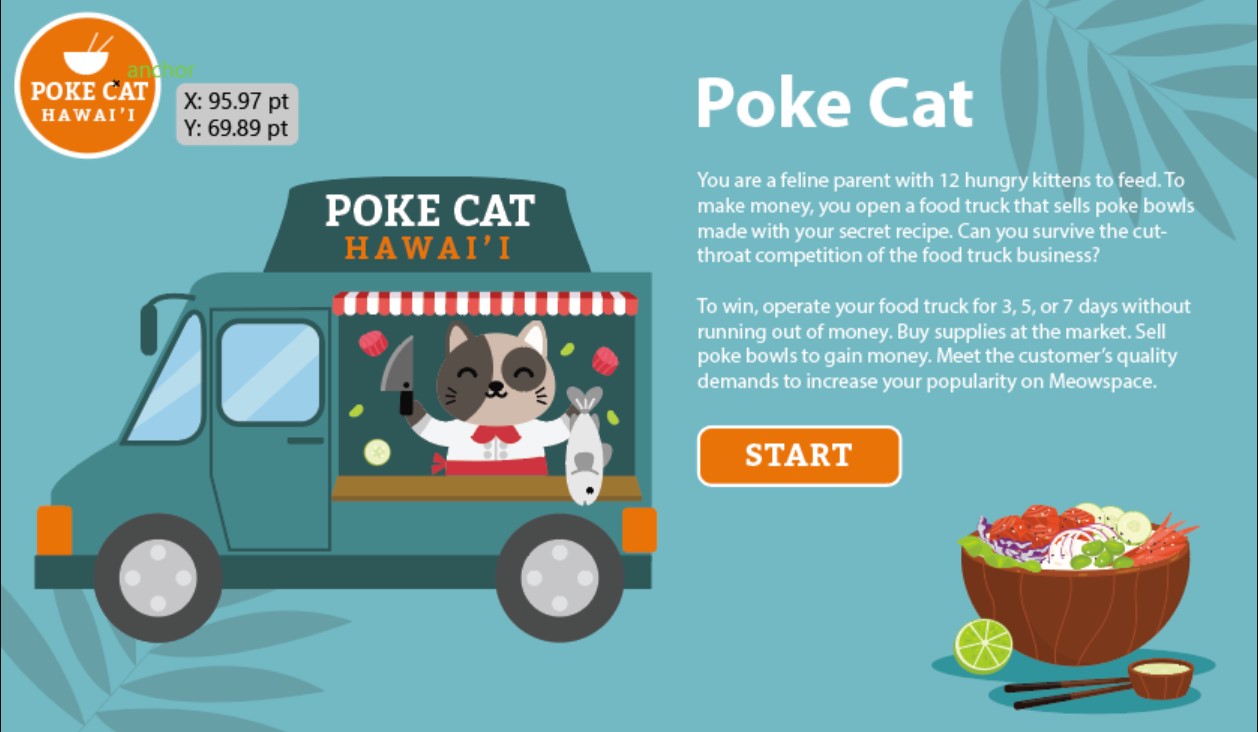 POKE CAT
HAWAI'I
anchor
X: 95.97 pt
Y: 69.89 pt
POKE CAT
HAWAI'I
Poke Cat
You are a feline parent with 12 hungry kittens to feed. To
make money, you open a food truck that sells poke bowls
made with your secret recipe. Can you survive the cut-
throat competition of the food truck business?
To win, operate your food truck for 3, 5, or 7 days without
running out of money. Buy supplies at the market. Sell
poke bowls to gain money. Meet the customer's quality
demands to increase your popularity on Meowspace.
START